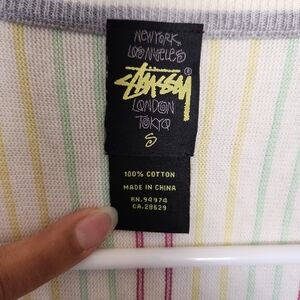 NEW YORK
LOS ANGELES
STÜSSY
LONDON
TOKYO
S
100% COTTON
MADE IN CHINA
RN. 94974
CA. 28629